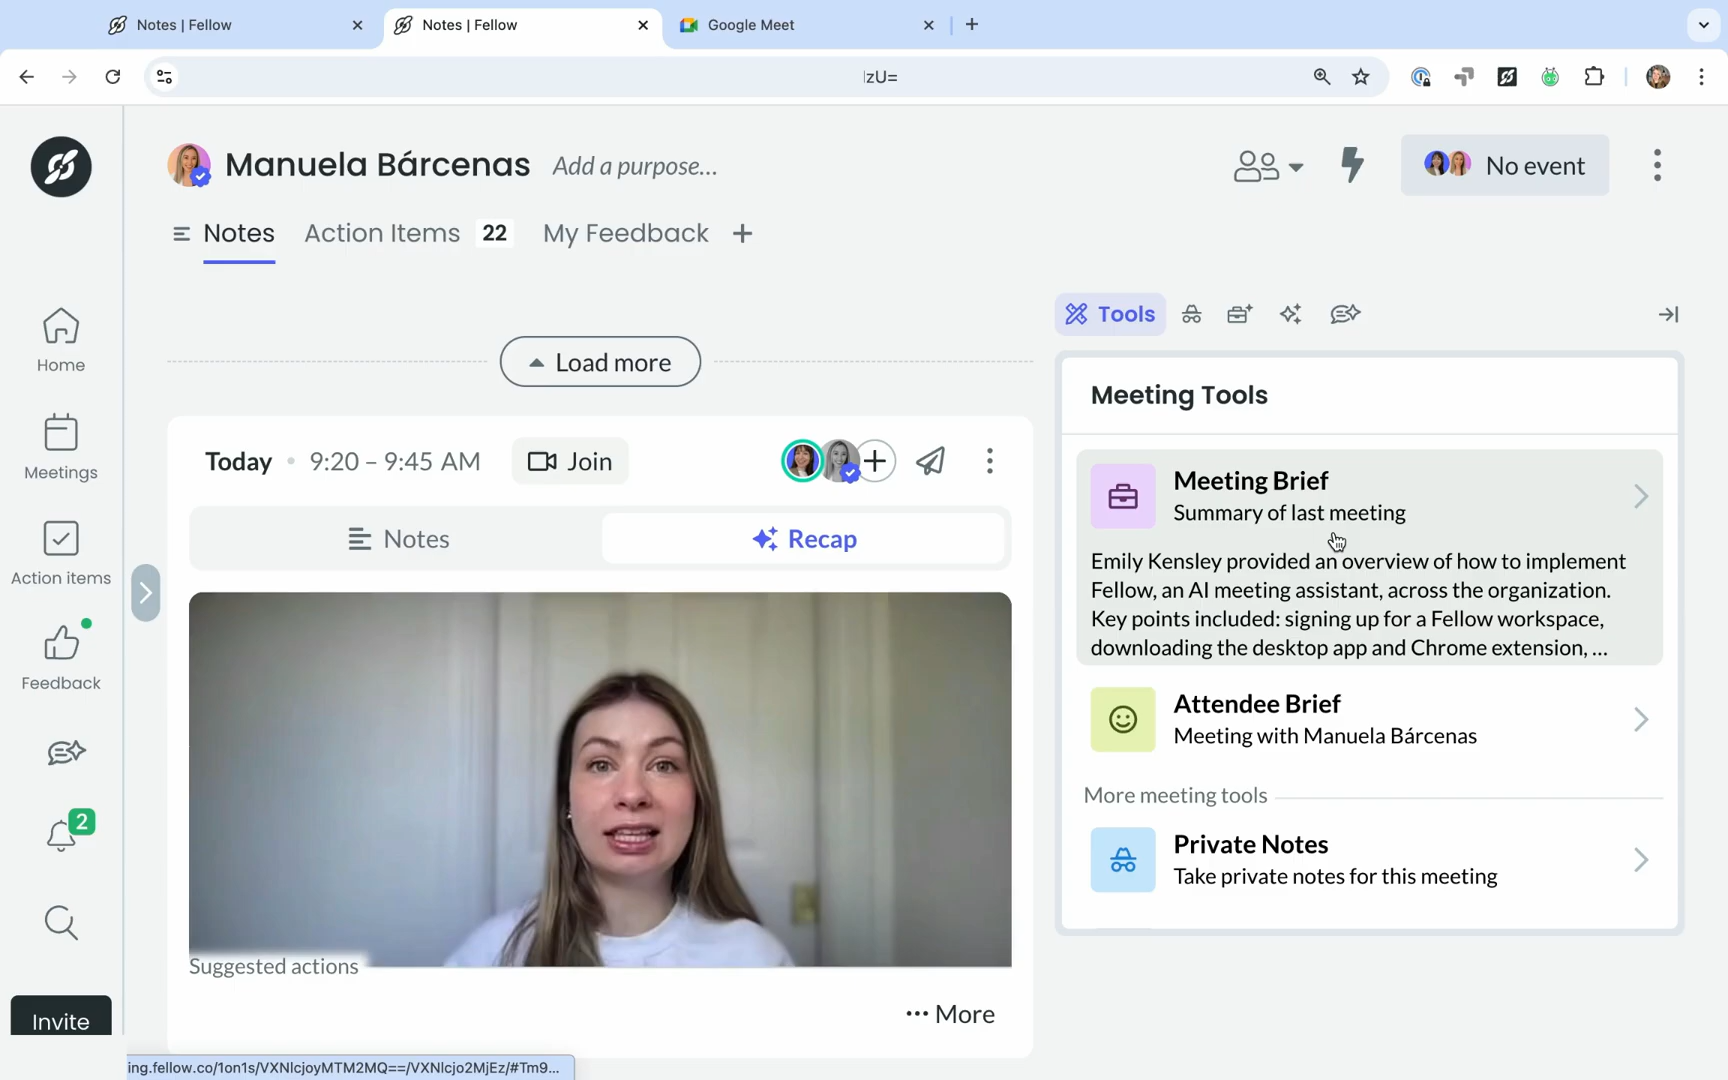 Notes | Fellow
Notes | Fellow
Google Meet
zU=
Manuela Bárcenas
Add a purpose...
No event
Notes
Action Items 22
My Feedback
Tools
Home
Meetings
Action items
Feedback
2
Invite
Load more
Today • 9:20 – 9:45 AM
Join
Notes
Recap
Suggested actions
More
Meeting Tools
Meeting Brief
Summary of last meeting
Emily Kensley provided an overview of how to implement
Fellow, an AI meeting assistant, across the organization.
Key points included: signing up for a Fellow workspace,
downloading the desktop app and Chrome extension, ...
Attendee Brief
Meeting with Manuela Bárcenas
More meeting tools
Private Notes
Take private notes for this meeting
ing.fellow.co/1on1s/VXNlcjoyMTM2MQ==/VXNlcjo2MjEz/#Tm9...